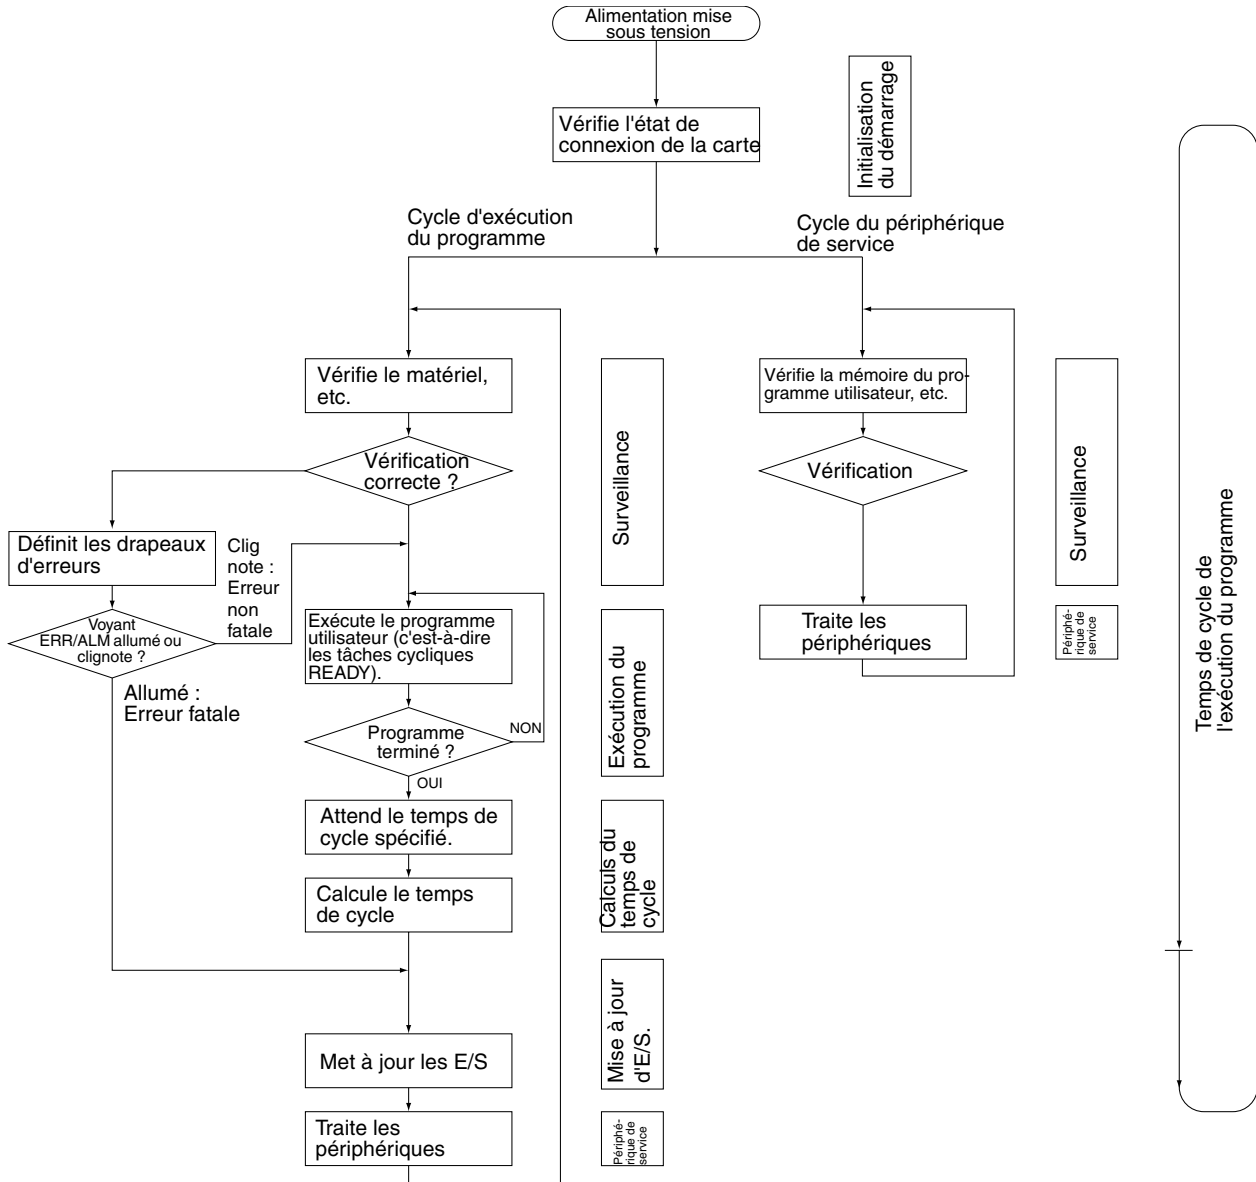 Alimentation mise
sous tension
Initialisation
du démarrage
Vérifie l'état de
connexion de la carte
Cycle d'exécution
du programme
Cycle du périphérique
de service
Vérifie le matériel,
etc.
Vérification
correcte ?
Surveillance
Vérifie la mémoire du pro-
gramme utilisateur, etc.
Vérification
Surveillance
Définit les drapeaux
d'erreurs
Clig
note :
Erreur
non
fatale
Voyant
ERR/ALM allumé ou
clignote ?
Allumé :
Erreur fatale
Exécute le programme
utilisateur (c'est-à-dire
les tâches cycliques
READY).
Programme
terminé ?
NON
OUI
Exécution du
programme
Traite les
périphériques
Périphé-
rique de
service
Temps de cycle de
l'exécution du programme
Attend le temps de
cycle spécifié.
Calcule le temps
de cycle
Calculs du
temps de
cycle
Met à jour les E/S
Mise à jour
d'E/S.
Traite les
périphériques
Périphé-
rique de
service